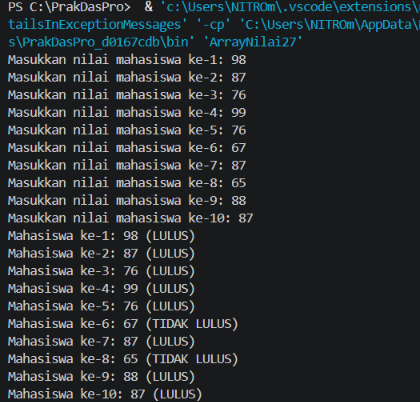 PS C:\PrakDasPro>  & 'c:\Users\NITROm\.vscode\extensions\
tailsInExceptionMessages' '-cp' 'C:\Users\NITROm\AppData\
s\PrakDasPro_d0167cdb\bin' 'ArrayNilai27'
Masukkan nilai mahasiswa ke-1: 98
Masukkan nilai mahasiswa ke-2: 87
Masukkan nilai mahasiswa ke-3: 76
Masukkan nilai mahasiswa ke-4: 99
Masukkan nilai mahasiswa ke-5: 76
Masukkan nilai mahasiswa ke-6: 67
Masukkan nilai mahasiswa ke-7: 87
Masukkan nilai mahasiswa ke-8: 65
Masukkan nilai mahasiswa ke-9: 88
Masukkan nilai mahasiswa ke-10: 87
Mahasiswa ke-1: 98 (LULUS)
Mahasiswa ke-2: 87 (LULUS)
Mahasiswa ke-3: 76 (LULUS)
Mahasiswa ke-4: 99 (LULUS)
Mahasiswa ke-5: 76 (LULUS)
Mahasiswa ke-6: 67 (TIDAK LULUS)
Mahasiswa ke-7: 87 (LULUS)
Mahasiswa ke-8: 65 (TIDAK LULUS)
Mahasiswa ke-9: 88 (LULUS)
Mahasiswa ke-10: 87 (LULUS)